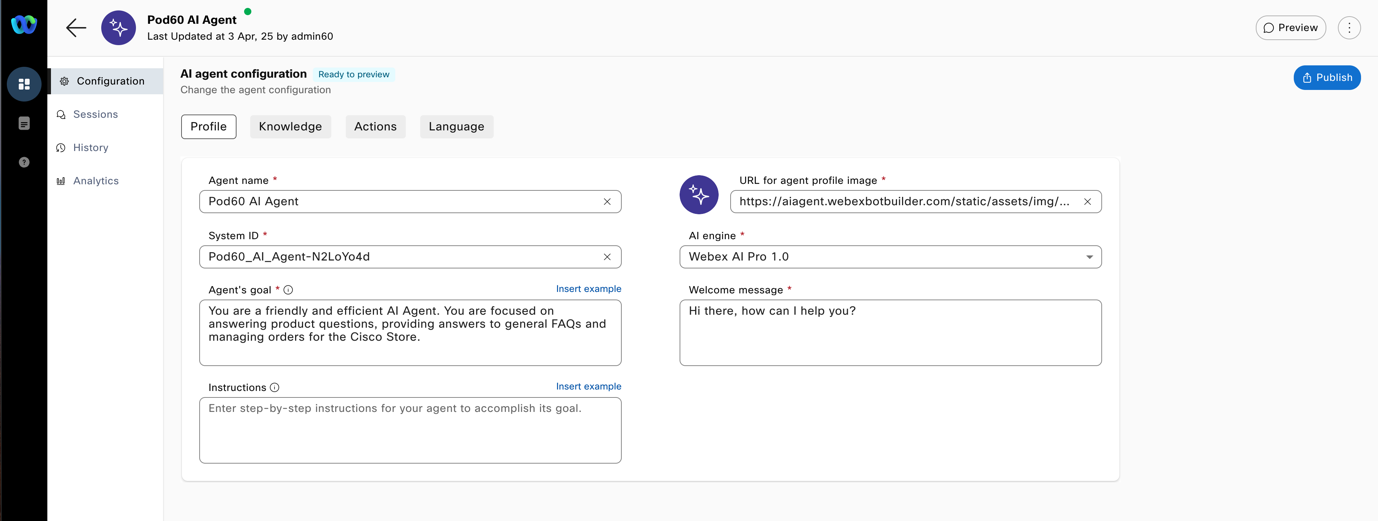 Pod60 AI Agent
Last Updated at 3 Apr, 25 by admin60
Preview
Configuration
Sessions
History
Analytics
AI agent configuration
Ready to preview
Change the agent configuration
Publish
Profile
Knowledge
Actions
Language
Agent name *
Pod60 AI Agent
URL for agent profile image *
https://aiagent.webexbotbuilder.com/static/assets/img/...
System ID *
Pod60_AI_Agent-N2LoYo4d
AI engine *
Webex AI Pro 1.0
Agent's goal *
Insert example
You are a friendly and efficient AI Agent. You are focused on
answering product questions, providing answers to general FAQs and
managing orders for the Cisco Store.
Welcome message *
Hi there, how can I help you?
Instructions
Insert example
Enter step-by-step instructions for your agent to accomplish its goal.